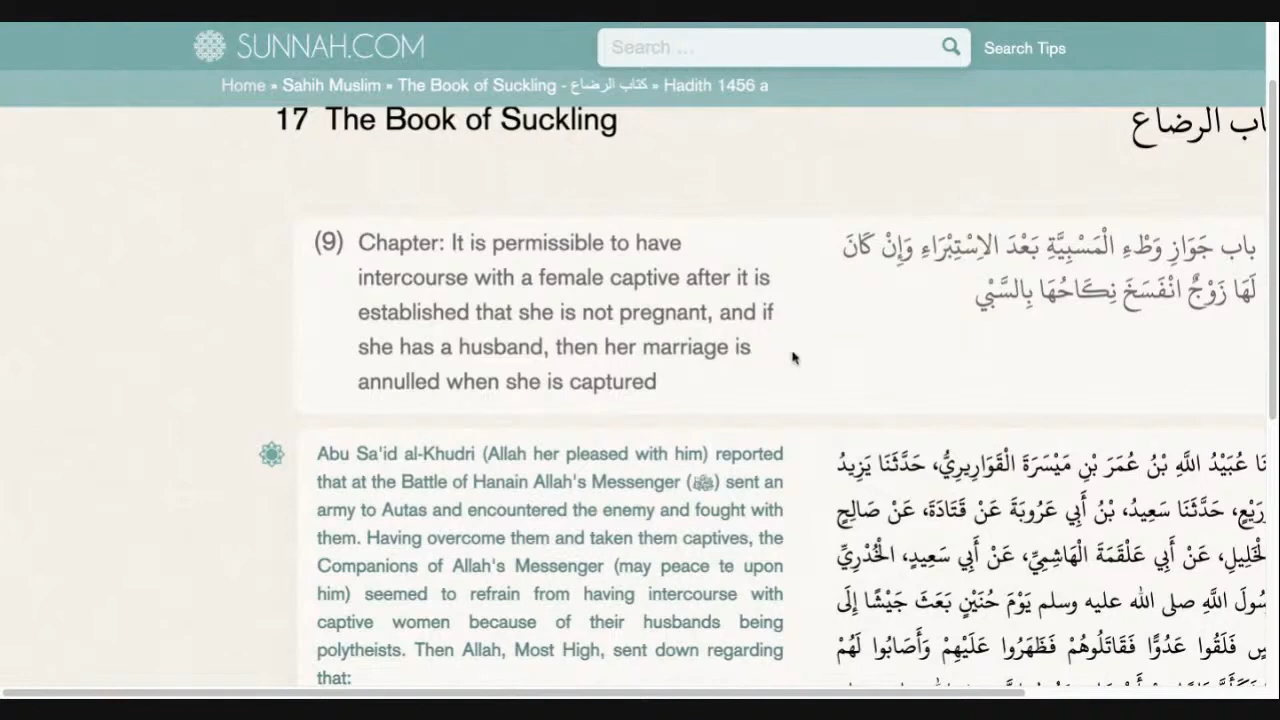 SUNNAH.COM
Search ...
Search Tips
Home » Sahih Muslim » The Book of Suckling - كتاب الرضاع » Hadith 1456 a
17 The Book of Suckling
اب الرضاع
(9) Chapter: It is permissible to have
intercourse with a female captive after it is
established that she is not pregnant, and if
she has a husband, then her marriage is
annulled when she is captured
باب جَوَازِ وَطْءِ الْمَسْبِيَّةِ بَعْدَ الاِسْتِبْرَاءِ وَإِنْ كَانَ
لَهَا زَوْجٌ انْفَسَخَ نِكَاحُهَا بِالسَّبْيِ
Abu Sa'id al-Khudri (Allah her pleased with him) reported
that at the Battle of Hanain Allah's Messenger (ﷺ) sent an
army to Autas and encountered the enemy and fought with
them. Having overcome them and taken them captives, the
Companions of Allah's Messenger (may peace te upon
him) seemed to refrain from having intercourse with
captive women because of their husbands being
polytheists. Then Allah, Most High, sent down regarding
that:
نَا عُبَيْدُ اللَّهِ بْنُ عُمَرَ بْنِ مَيْسَرَةَ الْقَوَارِيرِيُّ، حَدَّثَنَا يَزِيدُ
رَيْعٍ، حَدَّثَنَا سَعِيدُ، بْنُ أَبِي عَرُوبَةَ عَنْ قَتَادَةَ، عَنْ صَالِحٍ
لْخَلِيلِ، عَنْ أَبِي عَلْقَمَةَ الْهَاشِمِيِّ، عَنْ أَبِي سَعِيدٍ، الْخُدْرِيِّ
سُولَ اللَّهِ صلى الله عليه وسلم يَوْمَ حُنَيْنٍ بَعَثَ جَيْشًا إِلَى
سٍ فَلَقُوا عَدُوًّا فَقَاتَلُوهُمْ فَظَهَرُوا عَلَيْهِمْ وَأَصَابُوا لَهُمْ